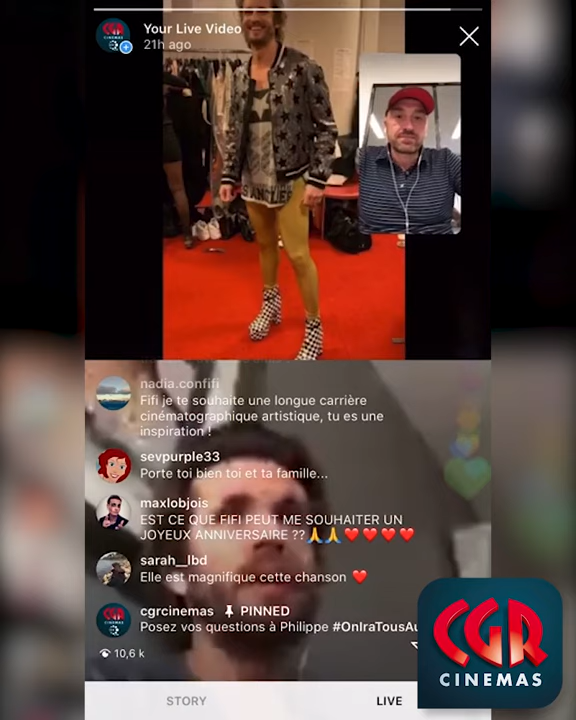 CGR
CINEMAS
Your Live Video
21h ago
nadia.confifi
Fifi je te souhaite une longue carrière
cinématographique artistique, tu es une
inspiration !
sevpurple33
Porte toi bien toi et ta famille...
maxlobjois
EST CE QUE FIFI PEUT ME SOUHAITER UN
JOYEUX ANNIVERSAIRE ?? 🙏🙏❤️❤️❤️❤️
sarah__lbd
Elle est magnifique cette chanson ❤️
cgrcinemas 📌 PINNED
Posez vos questions à Philippe #OnIraTousAu
10,6 k
STORY
LIVE
CGR
CINEMAS